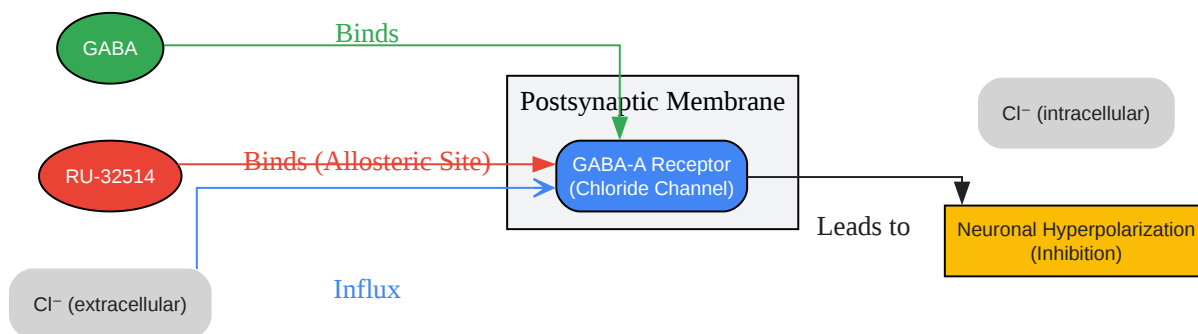 GABA
Binds
Postsynaptic Membrane
Cl⁻ (intracellular)
RU-32514
Binds (Allosteric Site)
GABA-A Receptor
(Chloride Channel)
Leads to
Neuronal Hyperpolarization
(Inhibition)
Cl⁻ (extracellular)
Influx